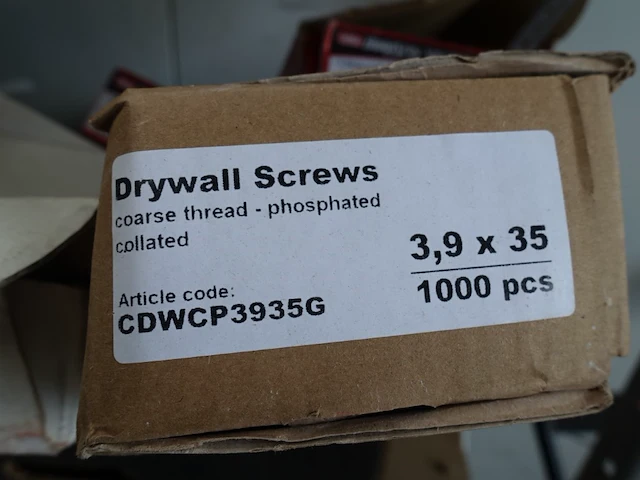 Drywall Screws
coarse thread - phosphated
collated
3,9 x 35
1000 pcs
Article code:
CDWCP3935G